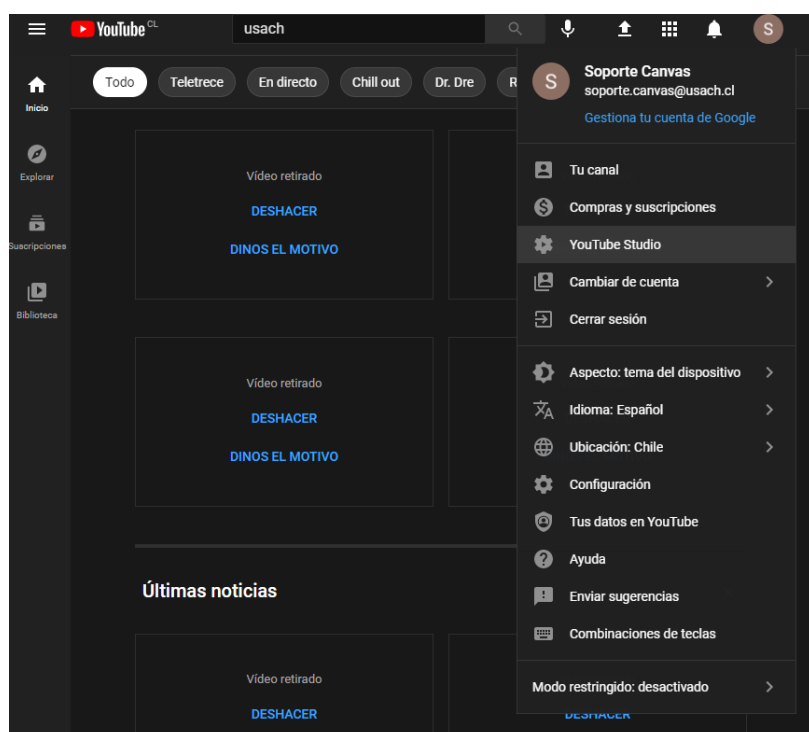 YouTube CL
usach
S
Todo
Teletrece
En directo
Chill out
Dr. Dre
R
Inicio
Explorar
Suscripciones
Biblioteca
Vídeo retirado
DESHACER
DINOS EL MOTIVO
Vídeo retirado
DESHACER
DINOS EL MOTIVO
Últimas noticias
Vídeo retirado
DESHACER
DESHACER
S
Soporte Canvas
soporte.canvas@usach.cl
Gestiona tu cuenta de Google
Tu canal
Compras y suscripciones
YouTube Studio
Cambiar de cuenta
Cerrar sesión
Aspecto: tema del dispositivo
Idioma: Español
Ubicación: Chile
Configuración
Tus datos en YouTube
Ayuda
Enviar sugerencias
Combinaciones de teclas
Modo restringido: desactivado